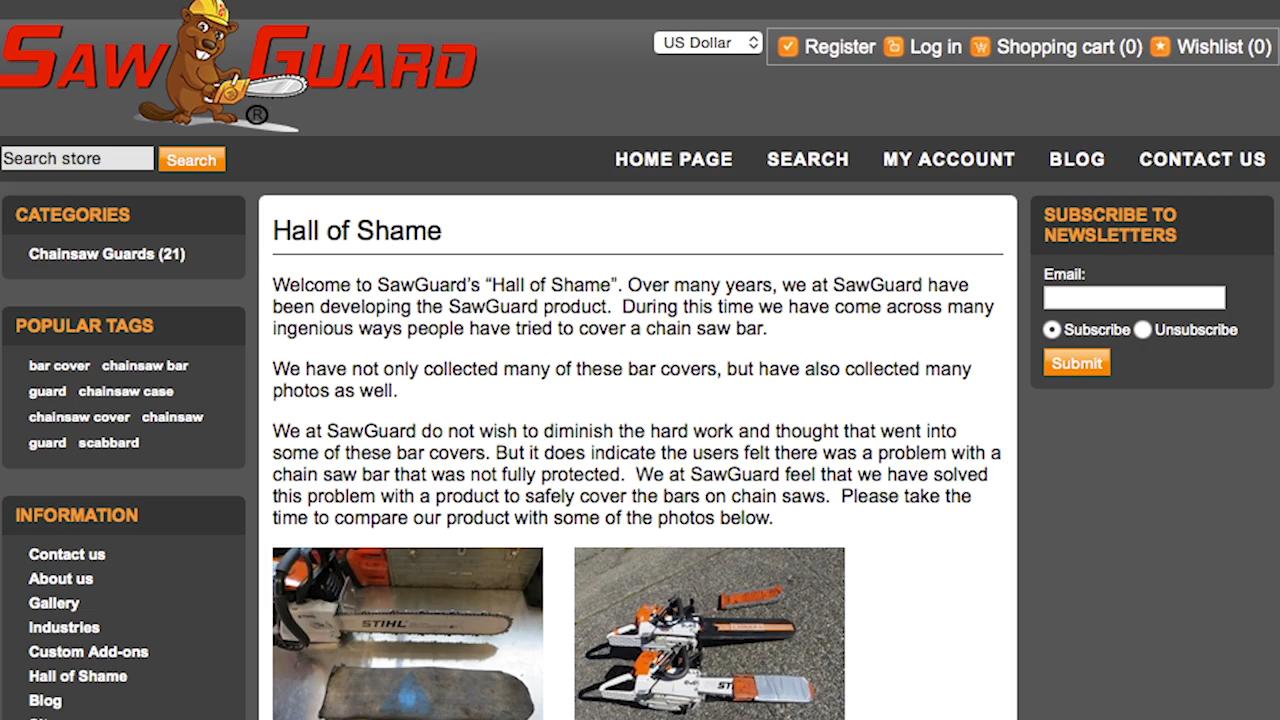 SAW GUARD
®
US Dollar
Register Log in Shopping cart (0) Wishlist (0)
Search store Search
HOME PAGE SEARCH MY ACCOUNT BLOG CONTACT US
CATEGORIES
Chainsaw Guards (21)
POPULAR TAGS
bar cover chainsaw bar
guard chainsaw case
chainsaw cover chainsaw
guard scabbard
INFORMATION
Contact us
About us
Gallery
Industries
Custom Add-ons
Hall of Shame
Blog
Hall of Shame
Welcome to SawGuard’s “Hall of Shame”. Over many years, we at SawGuard have
been developing the SawGuard product. During this time we have come across many
ingenious ways people have tried to cover a chain saw bar.
We have not only collected many of these bar covers, but have also collected many
photos as well.
We at SawGuard do not wish to diminish the hard work and thought that went into
some of these bar covers. But it does indicate the users felt there was a problem with a
chain saw bar that was not fully protected. We at SawGuard feel that we have solved
this problem with a product to safely cover the bars on chain saws. Please take the
time to compare our product with some of the photos below.
STIHL
SUBSCRIBE TO
NEWSLETTERS
Email:
Subscribe Unsubscribe
Submit